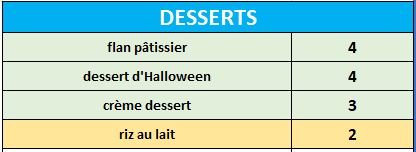 DESSERTS
flan pâtissier 4
dessert d'Halloween 4
crème dessert 3
riz au lait 2